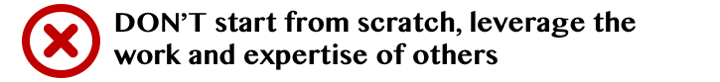 DON’T start from scratch, leverage the
work and expertise of others